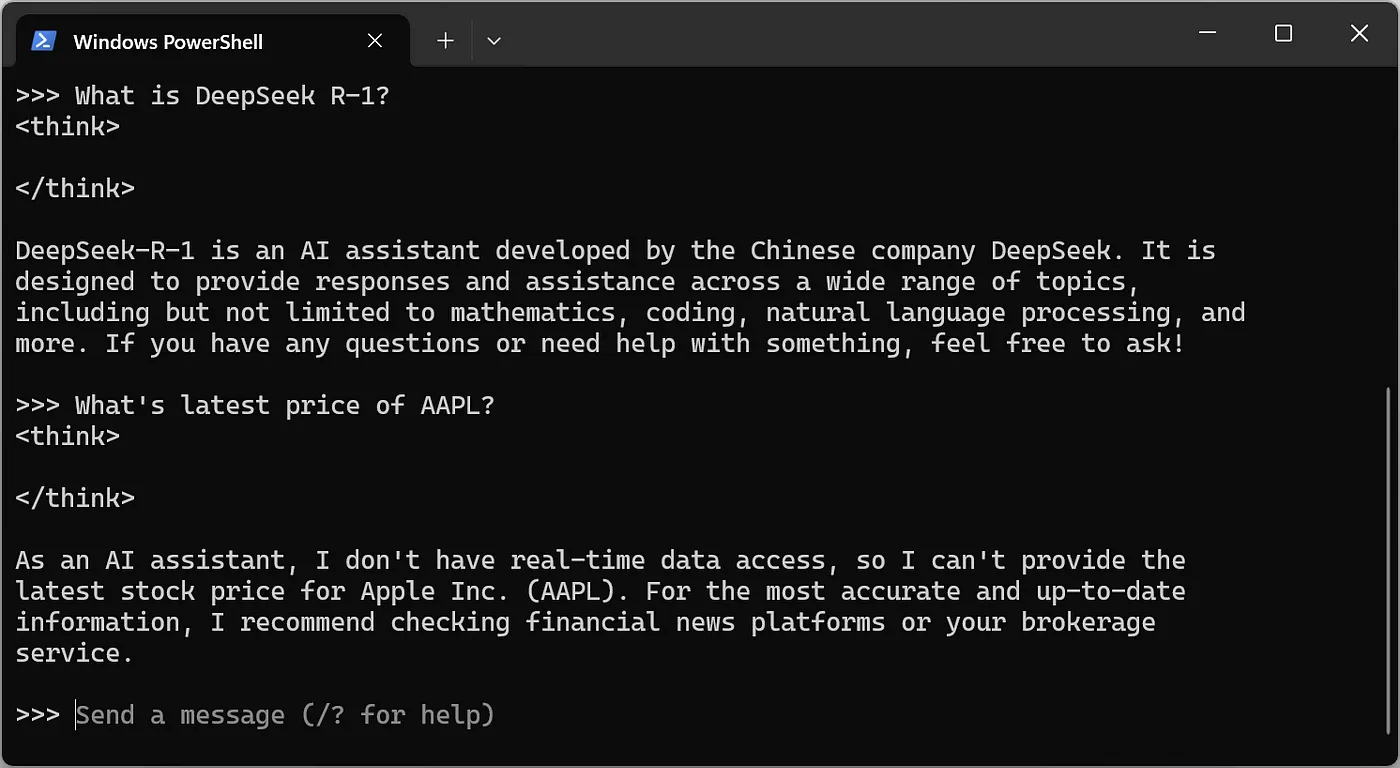 Windows PowerShell
>>> What is DeepSeek R-1?
<think>
</think>
DeepSeek-R-1 is an AI assistant developed by the Chinese company DeepSeek. It is
designed to provide responses and assistance across a wide range of topics,
including but not limited to mathematics, coding, natural language processing, and
more. If you have any questions or need help with something, feel free to ask!
>>> What's latest price of AAPL?
<think>
</think>
As an AI assistant, I don't have real-time data access, so I can't provide the
latest stock price for Apple Inc. (AAPL). For the most accurate and up-to-date
information, I recommend checking financial news platforms or your brokerage
service.
>>> Send a message (/? for help)